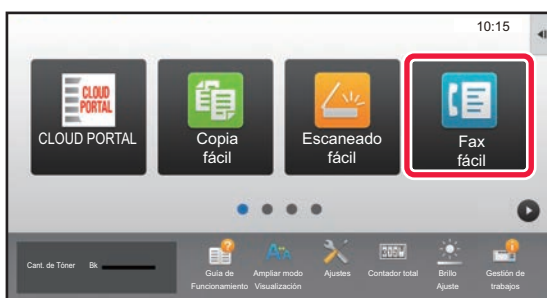 10:15
CLOUD
PORTAL
CLOUD PORTAL
Copia
fácil
Escaneado
fácil
Fax
fácil
Cant. de Tóner Bk
Guía de
Funcionamiento
Ampliar modo
Visualización
Ajustes
Contador total
Brillo
Ajuste
Gestión de
trabajos